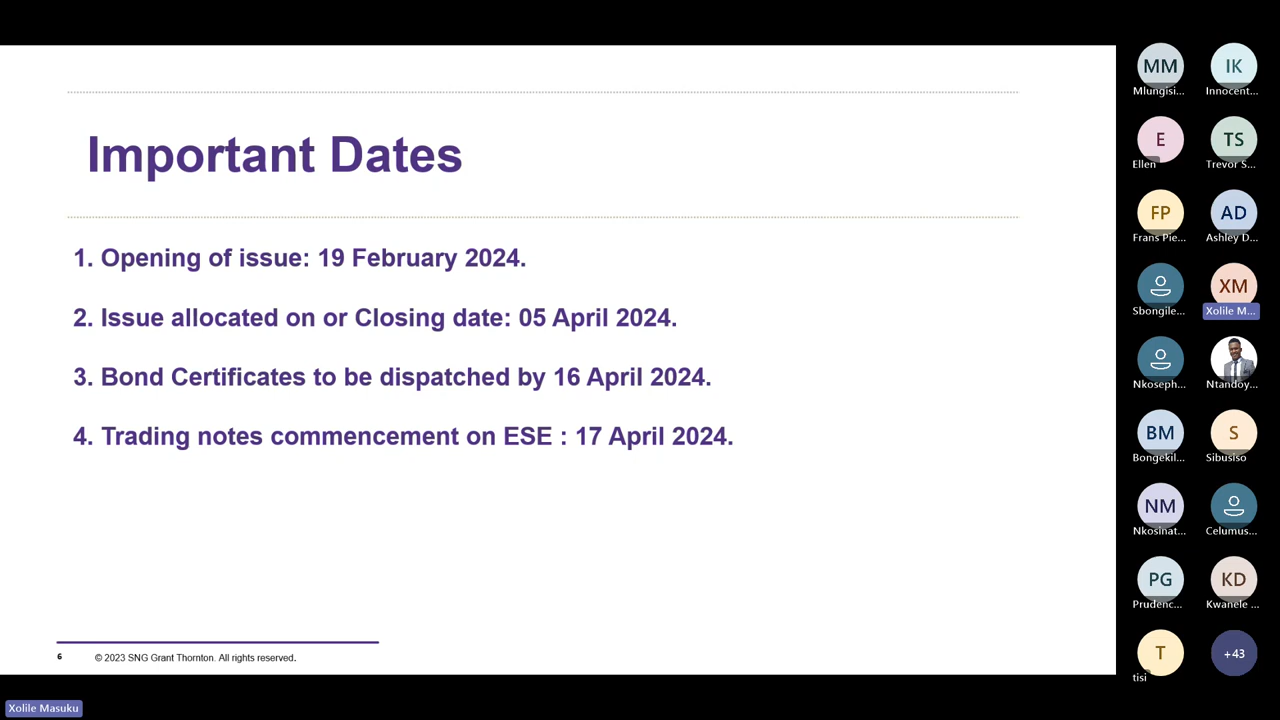 Important Dates
1. Opening of issue: 19 February 2024.
2. Issue allocated on or Closing date: 05 April 2024.
3. Bond Certificates to be dispatched by 16 April 2024.
4. Trading notes commencement on ESE : 17 April 2024.
6 © 2023 SNG Grant Thornton. All rights reserved.
Xolile Masuku
MM IK
Mlungisi... Innocent...
E TS
Ellen Trevor S...
FP AD
Frans Pie... Ashley D...
XM
Sbongile... Xolile M...
Nkoseph... Ntandoy...
BM S
Bongekil... Sibusiso
NM
Nkosinat... Celumus...
PG KD
Prudenc... Kwanele ...
T +43
tisi